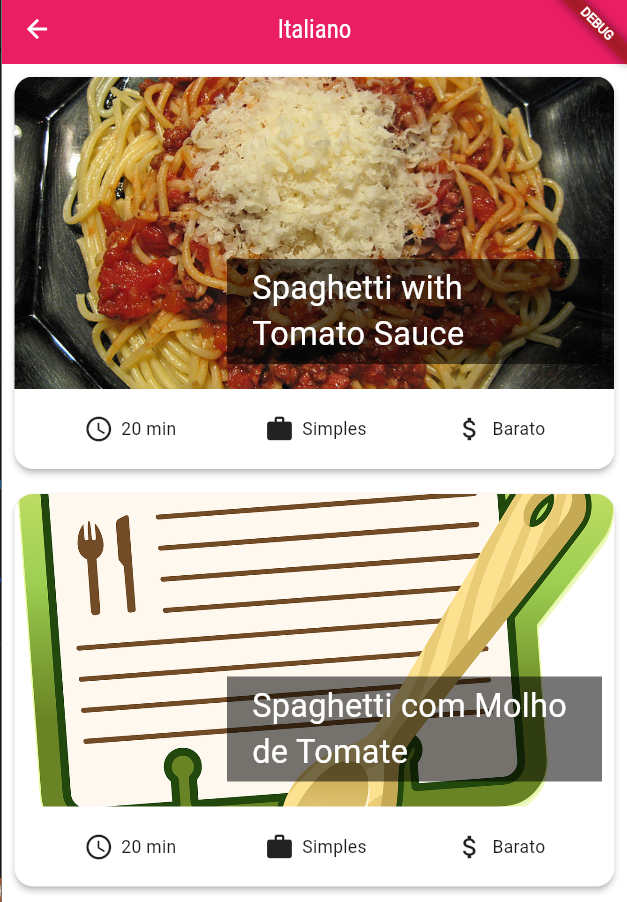 Italiano
DEBUG
Spaghetti with
Tomato Sauce
20 min
Simples
Barato
Spaghetti com Molho
de Tomate
20 min
Simples
Barato